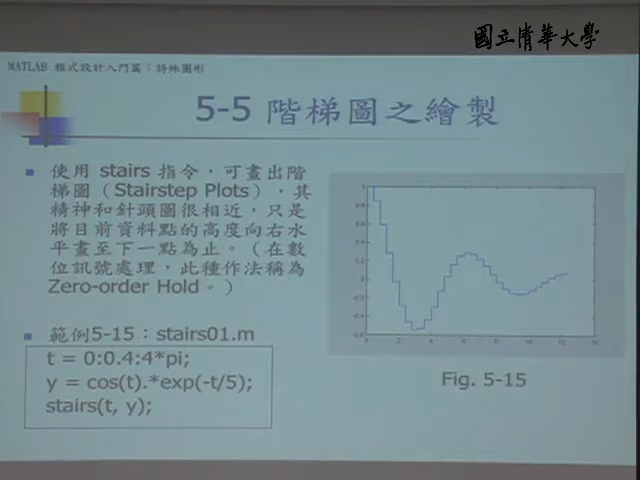 國立清華大學
MATLAB 程式設計入門篇：特殊圖形
5-5 階梯圖之繪製
使用 stairs 指令，可畫出階
梯圖（Stairstep Plots），其
精神和針頭圖很相近，只是
將目前資料點的高度向右水
平畫至下一點為止。（在數
位訊號處理，此種作法稱為
Zero-order Hold。）
範例5-15：stairs01.m
t = 0:0.4:4*pi;
y = cos(t).*exp(-t/5);
stairs(t, y);
Fig. 5-15